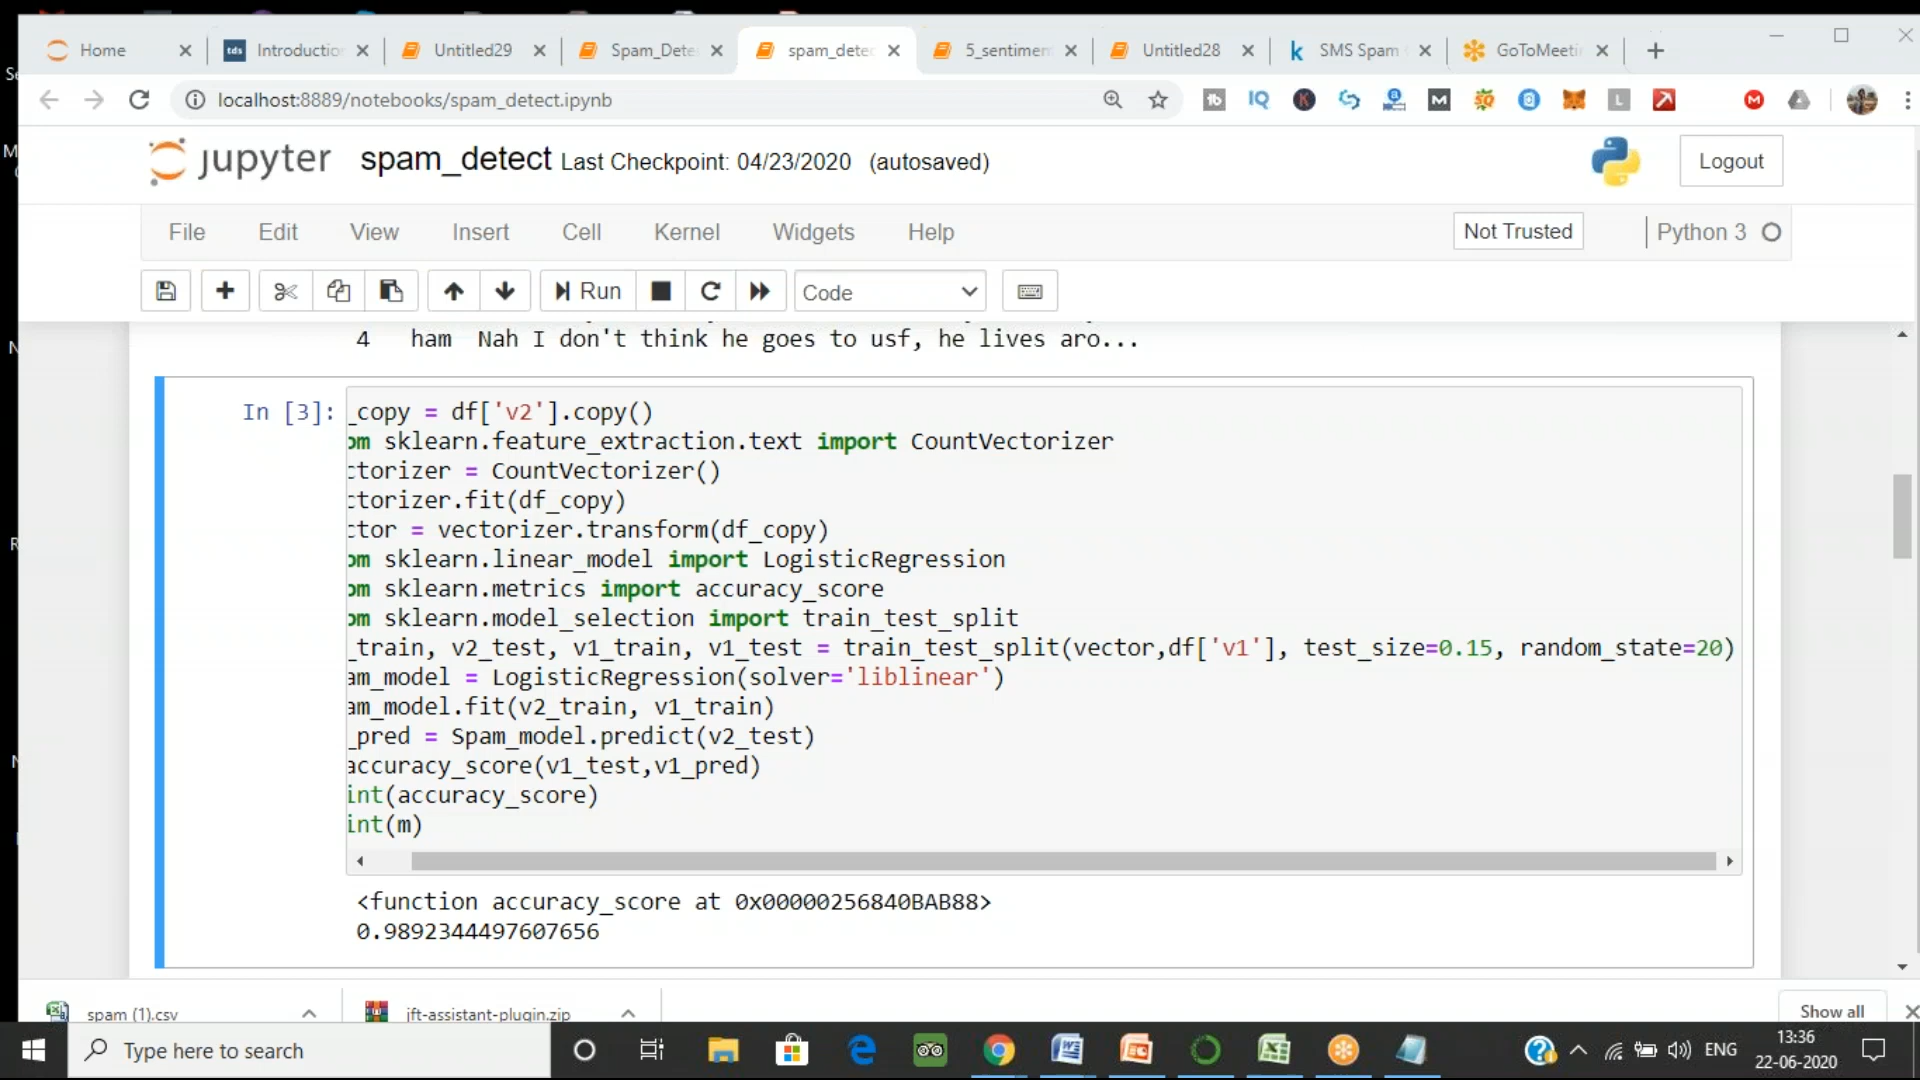 Home
Introductio
Untitled29
Spam_Dete
spam_detec
5_sentimen
Untitled28
SMS Spam
GoToMeetin
localhost:8889/notebooks/spam_detect.ipynb
jupyter spam_detect Last Checkpoint: 04/23/2020 (autosaved)
Logout
File Edit View Insert Cell Kernel Widgets Help
Not Trusted
Python 3
Run
Code
4 ham Nah I don't think he goes to usf, he lives aro...
In [3]:
_copy = df['v2'].copy()
om sklearn.feature_extraction.text import CountVectorizer
ctorizer = CountVectorizer()
ctorizer.fit(df_copy)
ctor = vectorizer.transform(df_copy)
om sklearn.linear_model import LogisticRegression
om sklearn.metrics import accuracy_score
om sklearn.model_selection import train_test_split
_train, v2_test, v1_train, v1_test = train_test_split(vector,df['v1'], test_size=0.15, random_state=20)
am_model = LogisticRegression(solver='liblinear')
am_model.fit(v2_train, v1_train)
_pred = Spam_model.predict(v2_test)
accuracy_score(v1_test,v1_pred)
int(accuracy_score)
int(m)
<function accuracy_score at 0x00000256840BAB88>
0.9892344497607656
spam (1).csv
jft-assistant-plugin.zip
Show all
Type here to search
ENG
13:36
22-06-2020